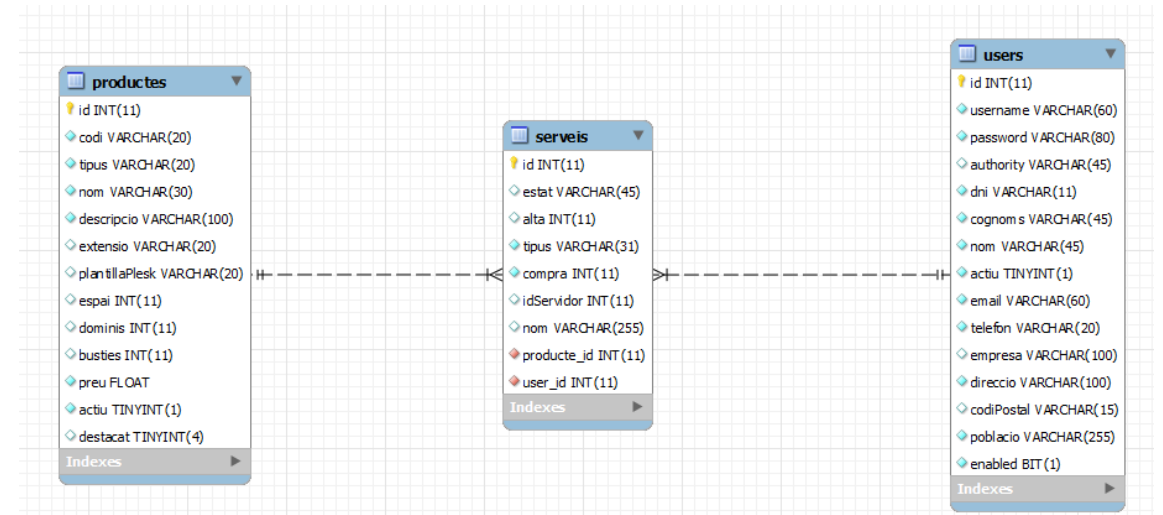 productes
id INT(11)
codi VARCHAR(20)
tipus VARCHAR(20)
nom VARCHAR(30)
descripcio VARCHAR(100)
extensio VARCHAR(20)
plantillaPlesk VARCHAR(20)
espai INT(11)
dominis INT(11)
busties INT(11)
preu FLOAT
actiu TINYINT(1)
destacat TINYINT(4)
Indexes
serveis
id INT(11)
estat VARCHAR(45)
alta INT(11)
tipus VARCHAR(31)
compra INT(11)
idServidor INT(11)
nom VARCHAR(255)
producte_id INT(11)
user_id INT(11)
Indexes
users
id INT(11)
username VARCHAR(60)
password VARCHAR(80)
authority VARCHAR(45)
dni VARCHAR(11)
cognoms VARCHAR(45)
nom VARCHAR(45)
actiu TINYINT(1)
email VARCHAR(60)
telefon VARCHAR(20)
empresa VARCHAR(100)
direccio VARCHAR(100)
codiPostal VARCHAR(15)
poblacio VARCHAR(255)
enabled BIT(1)
Indexes